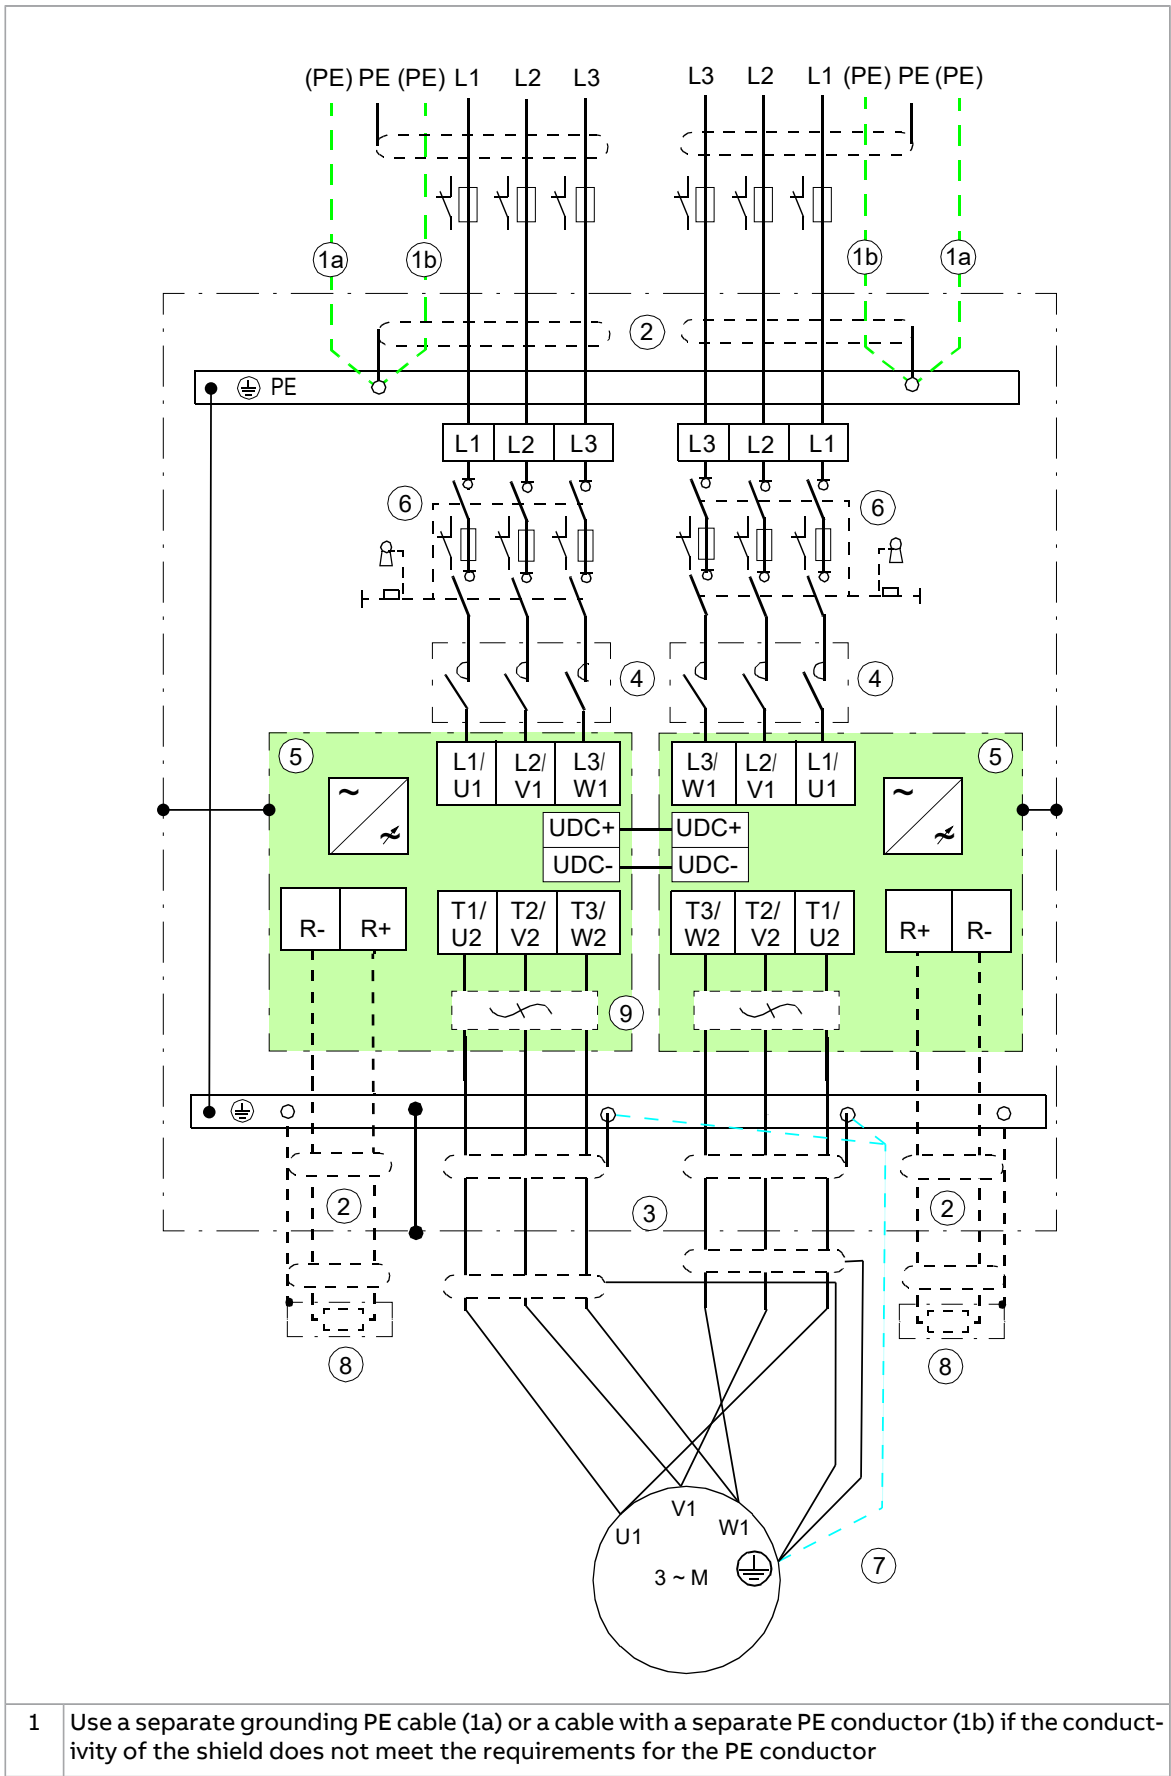 (PE) PE (PE) L1 L2 L3 L3 L2 L1 (PE) PE (PE)
1a 1b 1b 1a
2
PE
L1 L2 L3 L3 L2 L1
6 6
4 4
5 5
L1/ L2/ L3/ L3/ L2/ L1/
U1 V1 W1 W1 V1 U1
UDC+ UDC+
UDC- UDC-
T1/ T2/ T3/ T3/ T2/ T1/
R- R+ U2 V2 W2 W2 V2 U2 R+ R-
9
2 3 2
8 8
V1
U1 W1
3 ~ M
7
1 Use a separate grounding PE cable (1a) or a cable with a separate PE conductor (1b) if the conduct-
ivity of the shield does not meet the requirements for the PE conductor